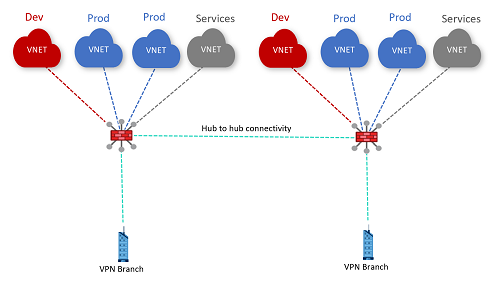 Dev Prod Prod Services Dev Prod Prod Services
VNET VNET VNET VNET VNET VNET VNET VNET
Hub to hub connectivity
VPN Branch VPN Branch